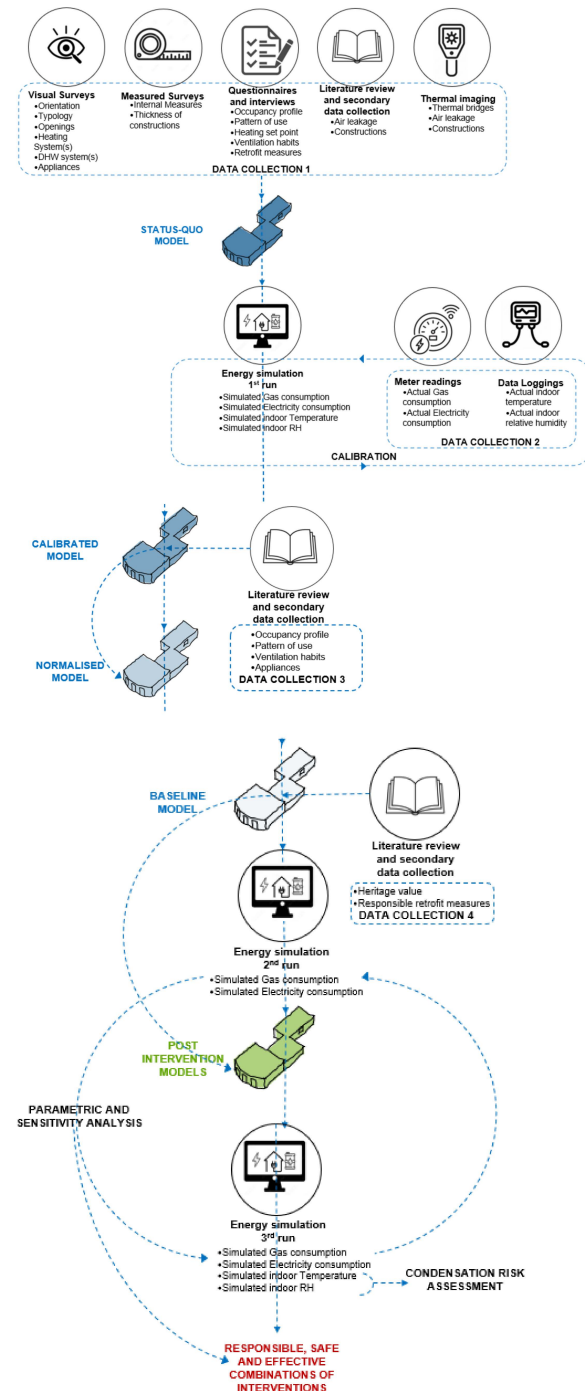 Visual Surveys
•Orientation
•Typology
•Openings
•Heating
System(s)
•DHW system(s)
•Appliances
Measured Surveys
•Internal Measures
•Thickness of
constructions
Questionnaires
and interviews
•Occupancy profile
•Pattern of use
•Heating set point
•Ventilation habits
•Retrofit measures
Literature review
and secondary
data collection
•Air leakage
•Constructions
Thermal imaging
•Thermal bridges
•Air leakage
•Constructions
DATA COLLECTION 1
STATUS-QUO
MODEL
Energy simulation
1st run
•Simulated Gas consumption
•Simulated Electricity consumption
•Simulated indoor Temperature
•Simulated indoor RH
Meter readings
•Actual Gas
consumption
•Actual Electricity
consumption
Data Loggings
•Actual indoor
temperature
•Actual indoor
relative humidity
DATA COLLECTION 2
CALIBRATION
CALIBRATED
MODEL
Literature review
and secondary
data collection
•Occupancy profile
•Pattern of use
•Ventilation habits
•Appliances
DATA COLLECTION 3
NORMALISED
MODEL
BASELINE
MODEL
Literature review
and secondary
data collection
•Heritage value
•Responsible retrofit measures
DATA COLLECTION 4
Energy simulation
2nd run
•Simulated Gas consumption
•Simulated Electricity consumption
POST
INTERVENTION
MODELS
PARAMETRIC AND
SENSITIVITY ANALYSIS
Energy simulation
3rd run
•Simulated Gas consumption
•Simulated Electricity consumption
•Simulated indoor Temperature
•Simulated indoor RH
CONDENSATION RISK
ASSESSMENT
RESPONSIBLE, SAFE
AND EFFECTIVE
COMBINATIONS OF
INTERVENTIONS